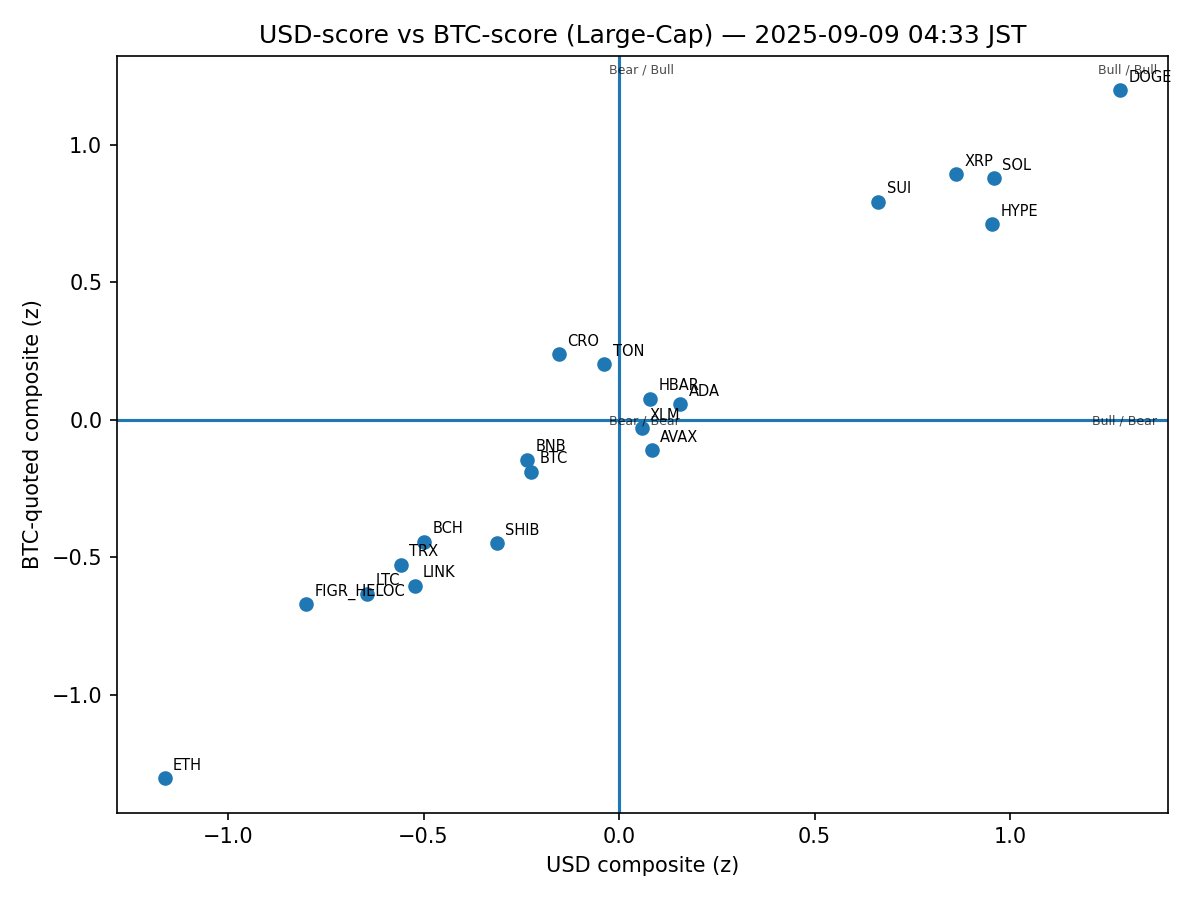 USD-score vs BTC-score (Large-Cap) — 2025-09-09 04:33 JST
Bear / Bull
Bull / Bull
DOGE
XRP
SOL
SUI
HYPE
CRO
TON
HBAR
ADA
XLM
Bear / Bear
Bull / Bear
AVAX
BNB
BTC
BCH
SHIB
TRX
LINK
LTC
FIGR_HELOC
ETH
1.0
0.5
0.0
−0.5
−1.0
BTC-quoted composite (z)
−1.0
−0.5
0.0
0.5
1.0
USD composite (z)